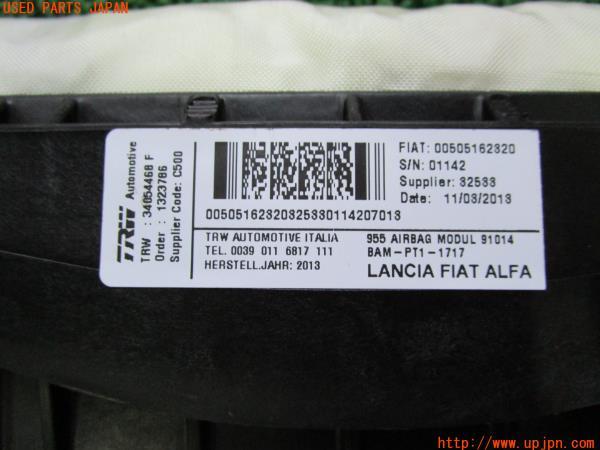 USED PARTS JAPAN
TRW Automotive
TRW : 34054468 F
Order : 1323786
Supplier Code: C500
FIAT: 00505162320
S/N: 01142
Supplier: 32533
Date: 11/03/2013
00505162320325330114207013
TRW AUTOMOTIVE ITALIA
TEL. 0039 011 6817 111
HERSTELL.JAHR: 2013
955 AIRBAG MODUL 91014
BAM-PT1-1717
LANCIA FIAT ALFA
http://www.upjpn.com/